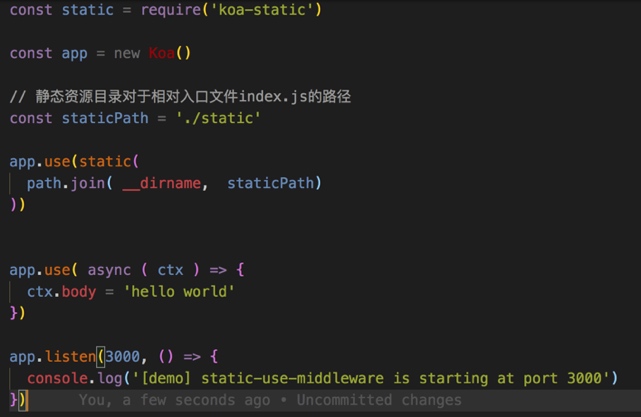 const static = require('koa-static')
const app = new Koa()
// 静态资源目录对于相对入口文件index.js的路径
const staticPath = './static'
app.use(static(
path.join( __dirname,  staticPath)
))
app.use( async ( ctx ) => {
ctx.body = 'hello world'
})
app.listen(3000, () => {
console.log('[demo] static-use-middleware is starting at port 3000')
})
You, a few seconds ago • Uncommitted changes